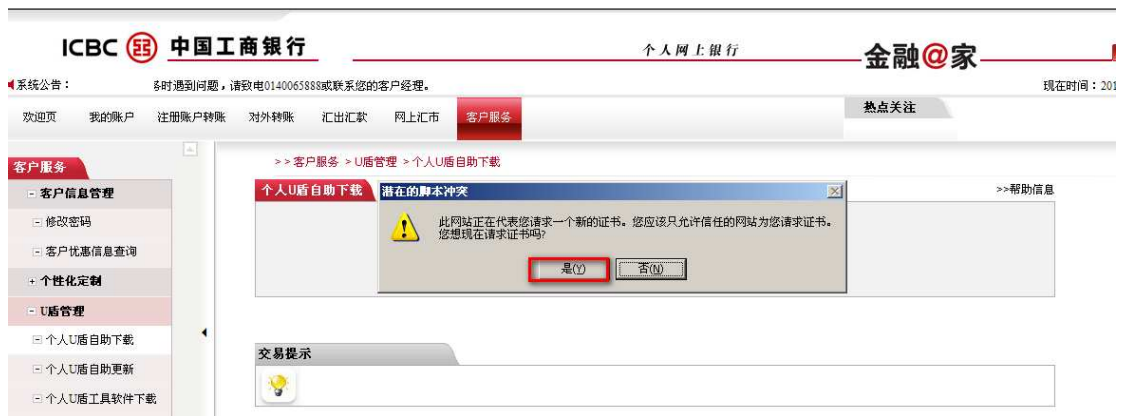 ICBC 中国工商银行
个人网上银行
金融@家
系统公告：
多时遇到问题，请致电0140065888或联系您的客户经理。
现在时间：201
欢迎页 我的账户 注册账户转账 对外转账 汇出汇款 网上汇市 客户服务
热点关注
客户服务
>>客户服务 >U盾管理 >个人U盾自助下载
客户信息管理
个人U盾自助下载
潜在的脚本冲突
>>帮助信息
修改密码
此网站正在代表您请求一个新的证书。您应该只允许信任的网站为您请求证书。
您想现在请求证书吗?
客户优惠信息查询
是(Y) 否(N)
个性化定制
U盾管理
个人U盾自助下载
交易提示
个人U盾自助更新
个人U盾工具软件下载